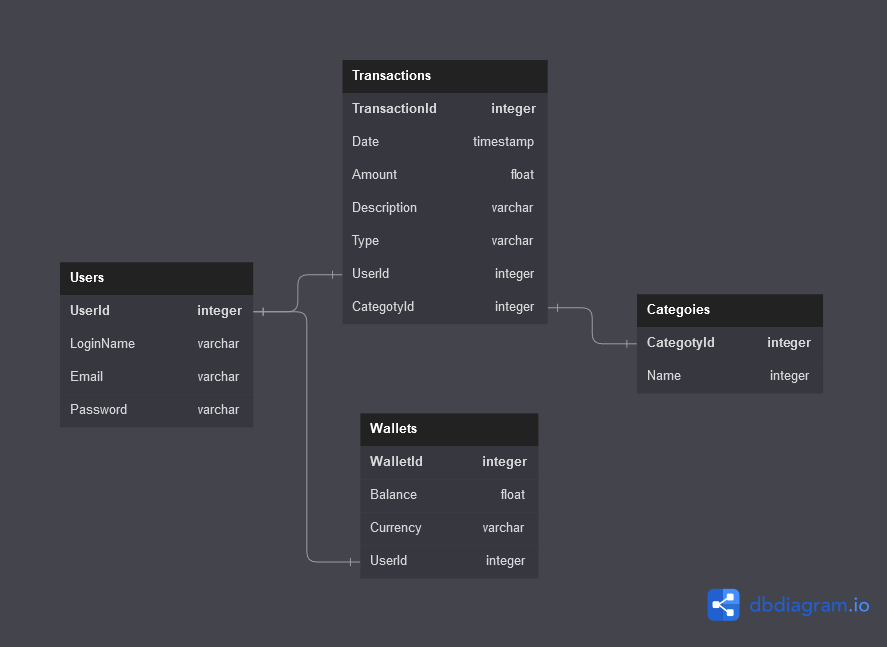 Transactions
TransactionId integer
Date timestamp
Amount float
Description varchar
Type varchar
UserId integer
CategotyId integer
Users
UserId integer
LoginName varchar
Email varchar
Password varchar
Categoies
CategotyId integer
Name integer
Wallets
WalletId integer
Balance float
Currency varchar
UserId integer
dbdiagram.io